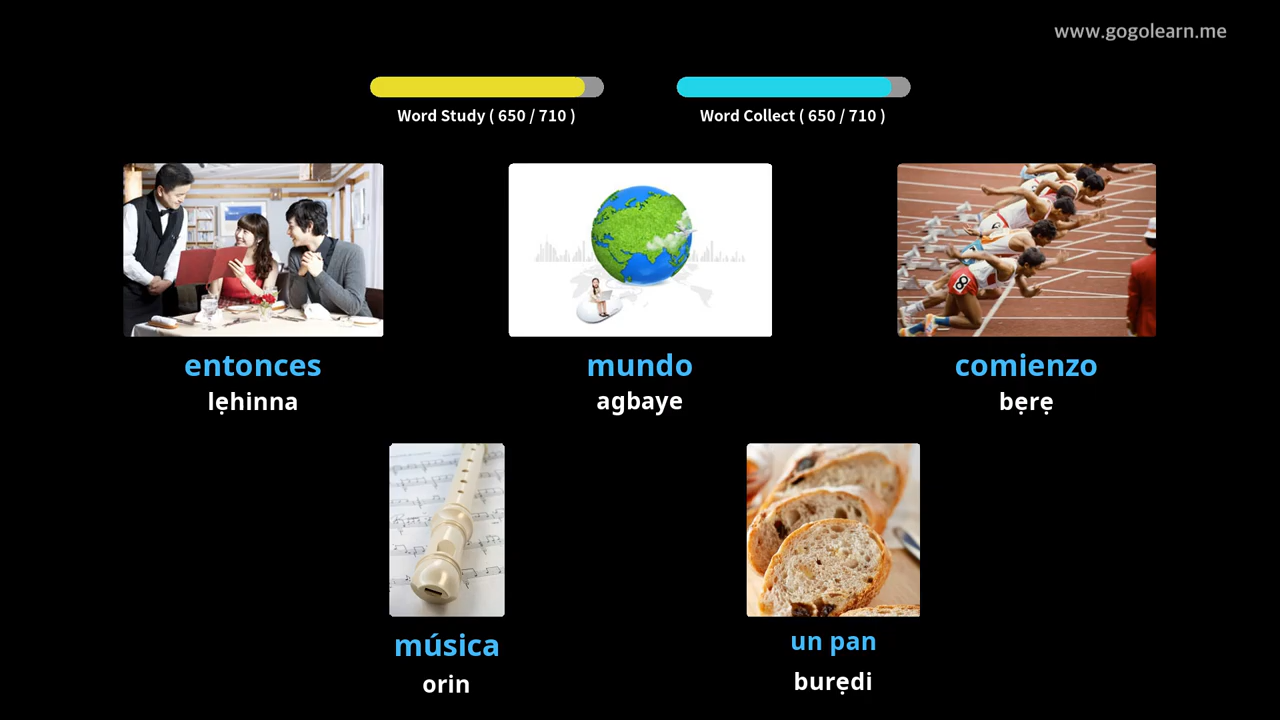 www.gogolearn.me
Word Study ( 650 / 710 )
Word Collect ( 650 / 710 )
entonces
lẹhinna
mundo
agbaye
comienzo
bẹrẹ
música
orin
un pan
burẹdi